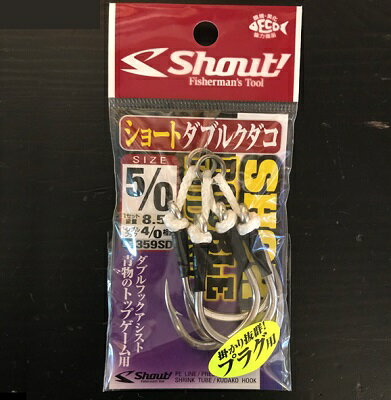 Shout!
Fisherman's Tool
ECO
ショートダブルクダコ
SIZE
5/0
8.5
4/0
359SD
ダブルフックアシスト
青物のトップゲーム用
掛かり抜群!
プラグ用
Shout!
Fisherman's Tool
PE LINE/
SHRINK TUBE/KUDAKO HOOK